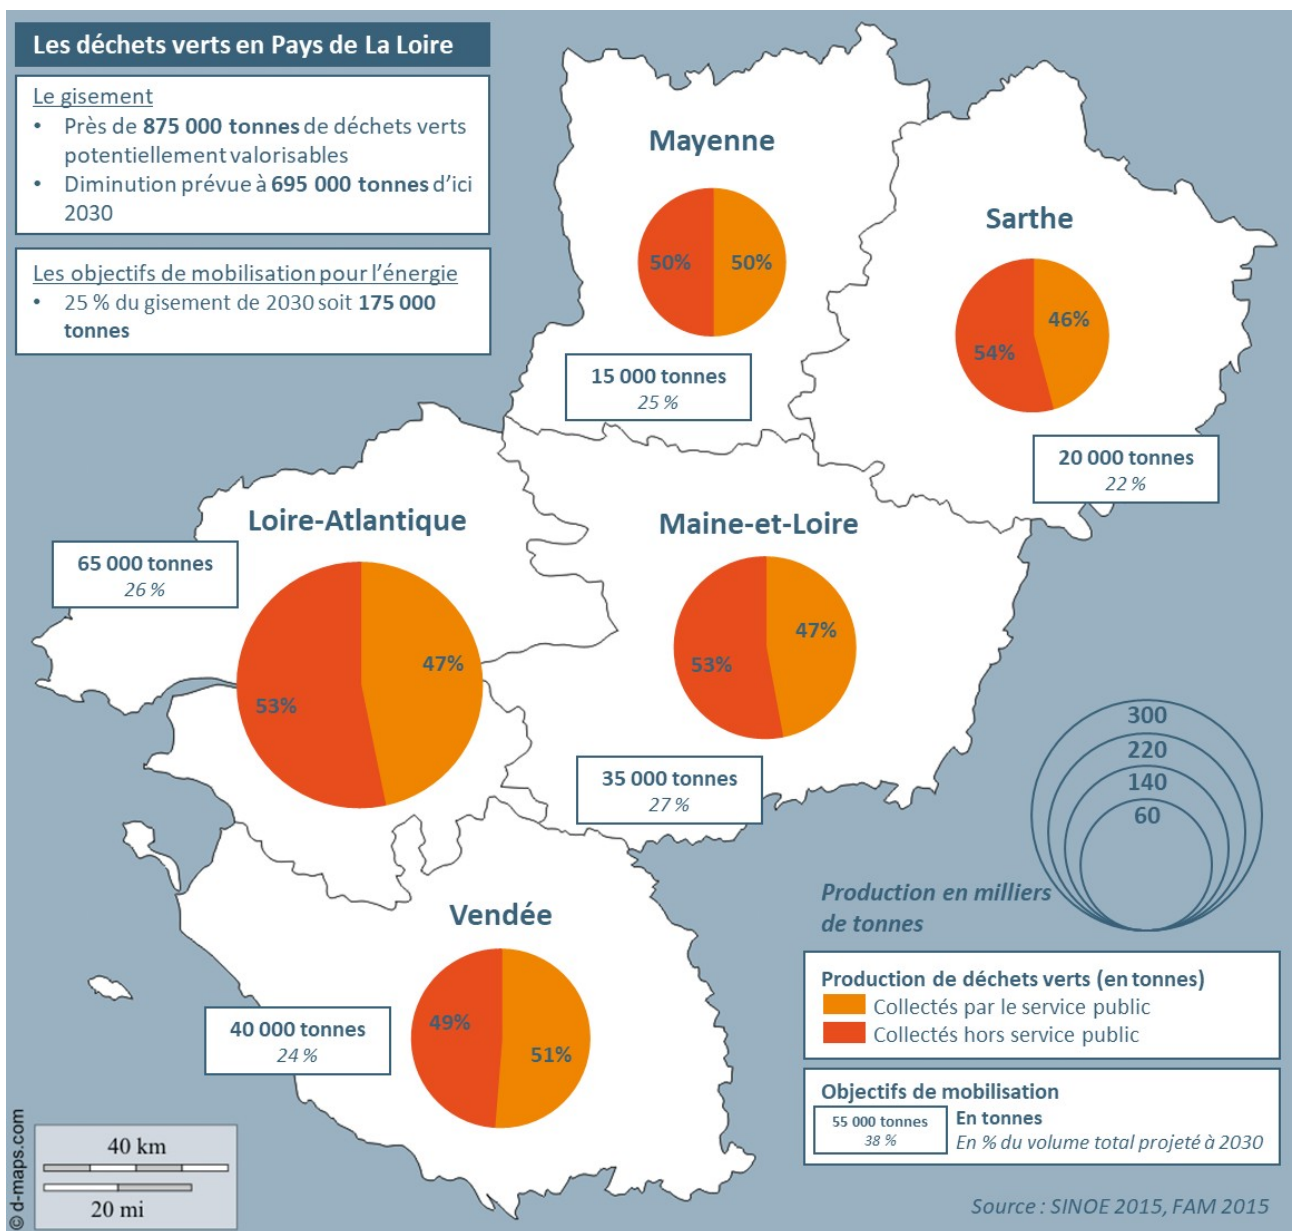 Les déchets verts en Pays de La Loire
Le gisement
• Près de 875 000 tonnes de déchets verts
potentiellement valorisables
• Diminution prévue à 695 000 tonnes d'ici
2030
Les objectifs de mobilisation pour l'énergie
• 25 % du gisement de 2030 soit 175 000
tonnes
Mayenne
50%
50%
15 000 tonnes
25 %
Sarthe
46%
54%
20 000 tonnes
22 %
Loire-Atlantique
65 000 tonnes
26 %
47%
53%
Maine-et-Loire
47%
53%
35 000 tonnes
27 %
Vendée
49%
51%
40 000 tonnes
24 %
300
220
140
60
Production en milliers
de tonnes
Production de déchets verts (en tonnes)
Collectés par le service public
Collectés hors service public
Objectifs de mobilisation
55 000 tonnes
38 %
En tonnes
En % du volume total projeté à 2030
Source : SINOE 2015, FAM 2015
40 km
20 mi
© d-maps.com